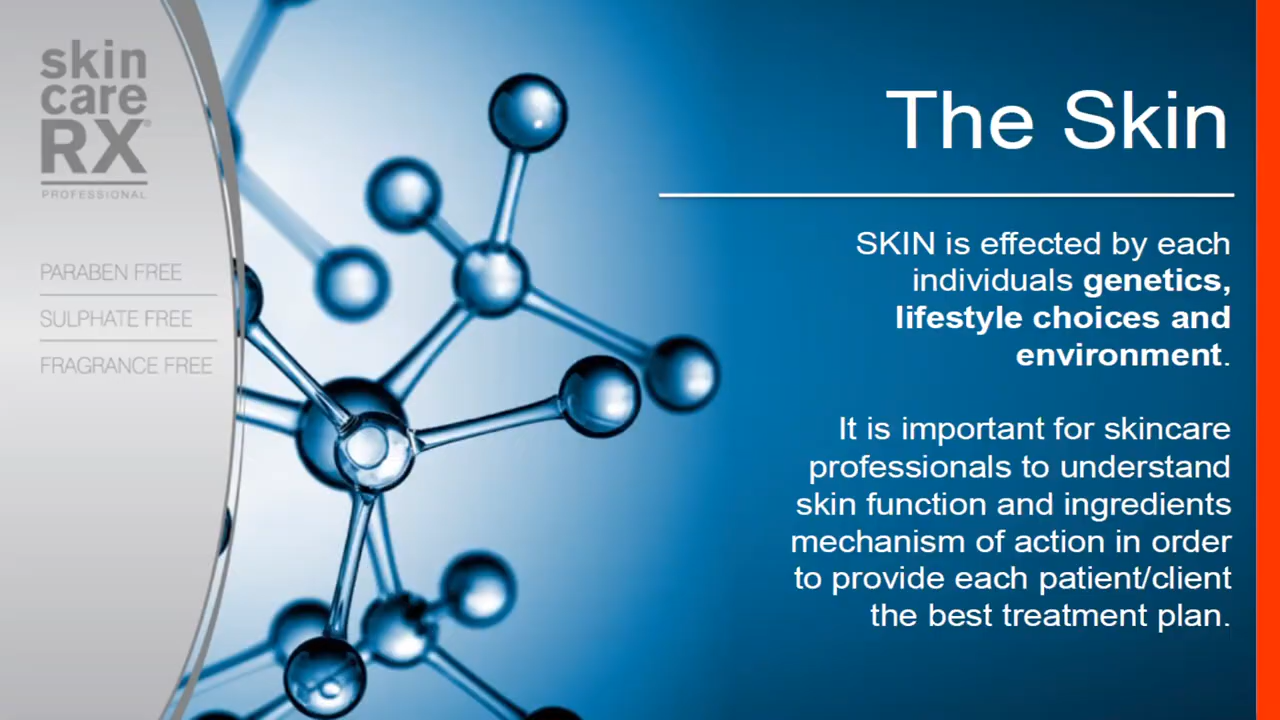 skin
care
RX®
PROFESSIONAL
PARABEN FREE
SULPHATE FREE
FRAGRANCE FREE
The Skin
SKIN is effected by each
individuals genetics,
lifestyle choices and
environment.
It is important for skincare
professionals to understand
skin function and ingredients
mechanism of action in order
to provide each patient/client
the best treatment plan.